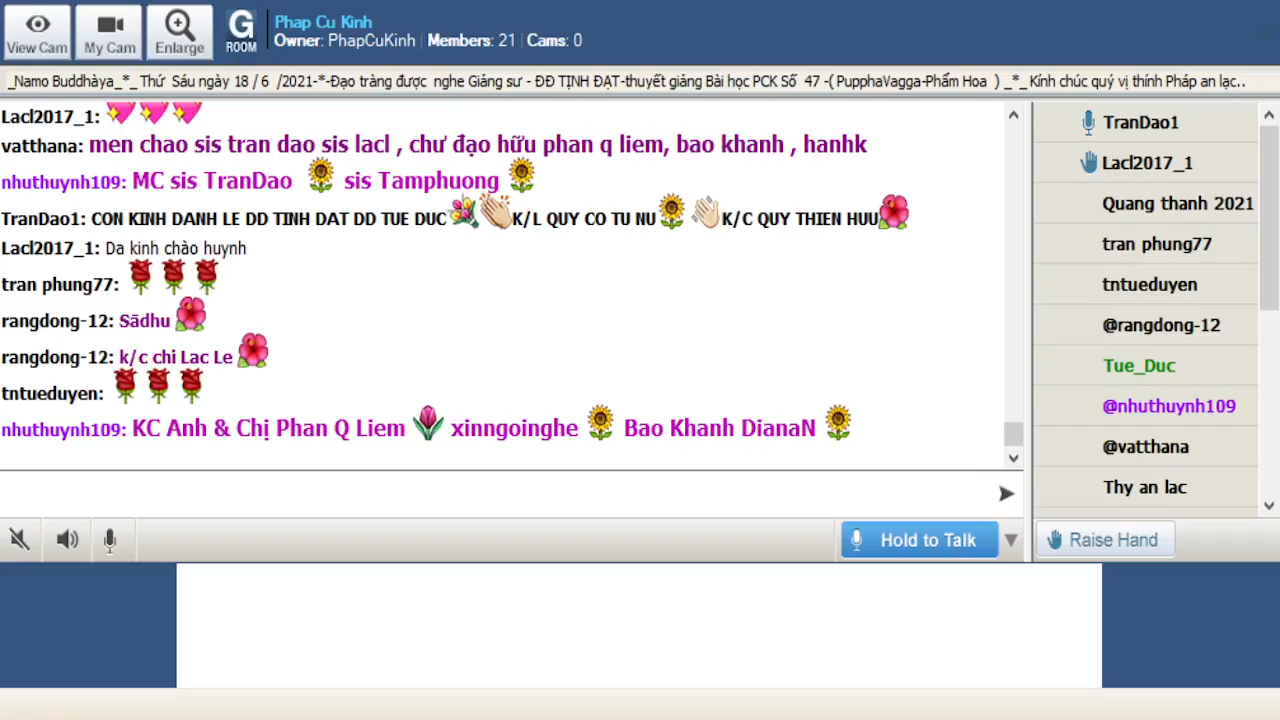 View Cam
My Cam
Enlarge
G
ROOM
Phap Cu Kinh
Owner: PhapCuKinh | Members: 21 | Cams: 0
_Namo Buddhàya_*_ Thứ Sáu ngày 18 / 6 /2021-*-Đạo tràng được nghe Giảng sư - ĐĐ TỊNH ĐẠT-thuyết giảng Bài học PCK Số 47 -( PupphaVagga-Phẩm Hoa ) _*_Kính chúc quý vị thính Pháp an lạc..
Lacl2017_1: 💖💖💖
vatthana: men chao sis tran dao sis lacl , chư đạo hữu phan q liem, bao khanh , hanhk
nhuthuynh109: MC sis TranDao 🌻 sis Tamphuong 🌻
TranDao1: CON KINH DANH LE DD TINH DAT DD TUE DUC💐👏K/L QUY CO TU NU🌻👋K/C QUY THIEN HUU🌺
Lacl2017_1: Da kinh chào huynh
tran phung77: 🌹🌹🌹
rangdong-12: Sādhu 🌺
rangdong-12: k/c chi Lac Le 🌺
tntueduyen: 🌹🌹🌹
nhuthuynh109: KC Anh & Chị Phan Q Liem 🌷 xinngoinghe 🌻 Bao Khanh DianaN 🌻
TranDao1
Lacl2017_1
Quang thanh 2021
tran phung77
tntueduyen
@rangdong-12
Tue_Duc
@nhuthuynh109
@vatthana
Thy an lac
Hold to Talk
Raise Hand